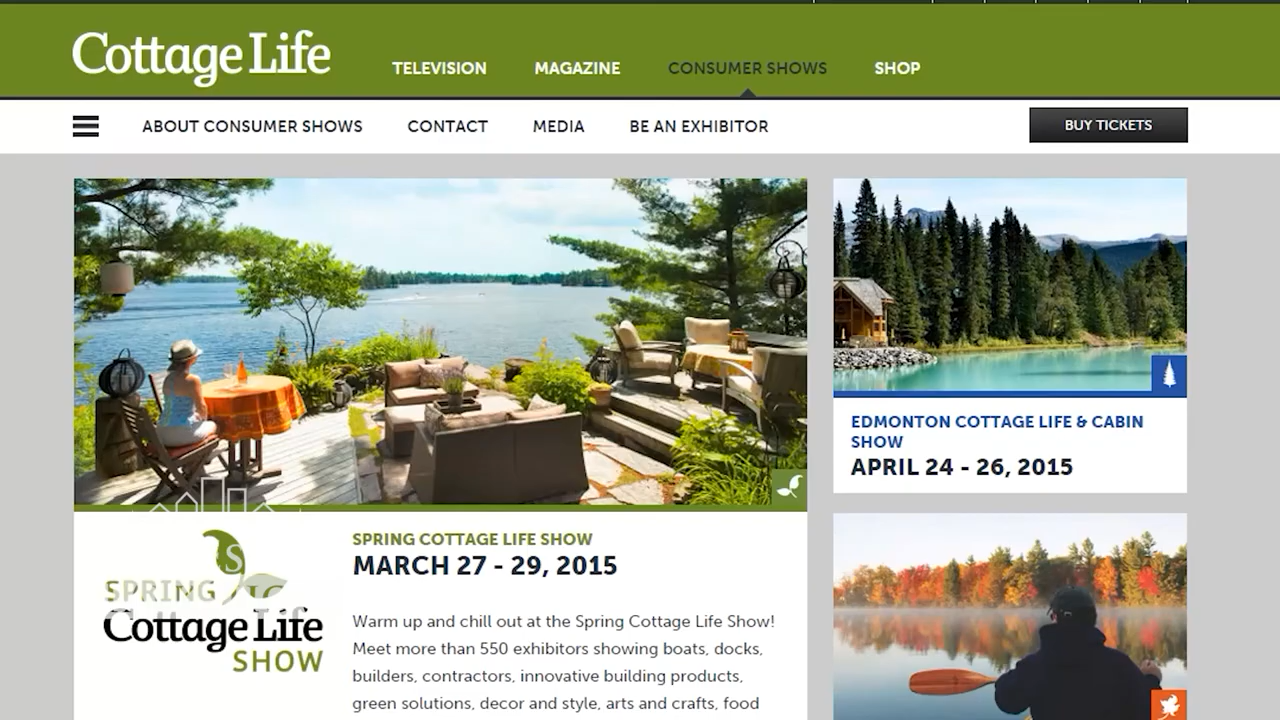 Cottage Life
TELEVISION MAGAZINE CONSUMER SHOWS SHOP
ABOUT CONSUMER SHOWS CONTACT MEDIA BE AN EXHIBITOR BUY TICKETS
EDMONTON COTTAGE LIFE & CABIN
SHOW
APRIL 24 - 26, 2015
SPRING COTTAGE LIFE SHOW
MARCH 27 - 29, 2015
SPRING
Cottage Life
SHOW
Warm up and chill out at the Spring Cottage Life Show!
Meet more than 550 exhibitors showing boats, docks,
builders, contractors, innovative building products,
green solutions, decor and style, arts and crafts, food